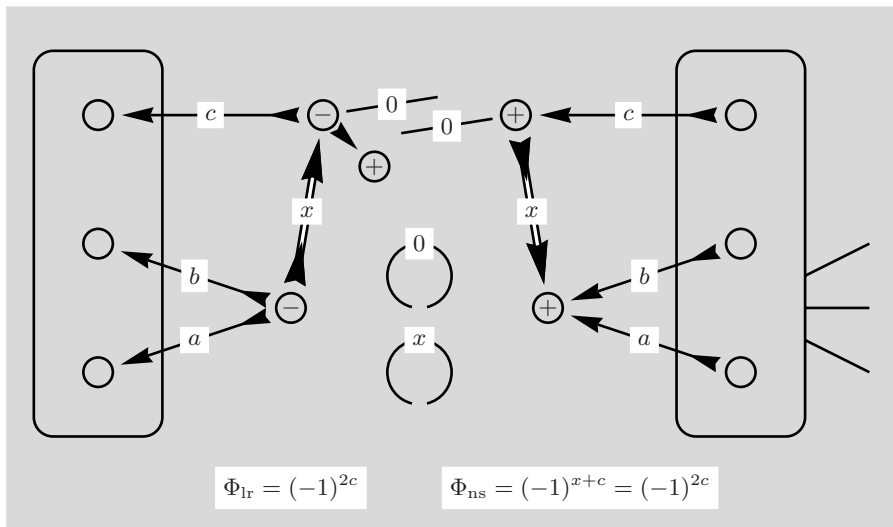 c − 0 0 + c
+
x 0 x
b − + b
a x a
Φ_lr = (−1)^{2c} Φ_ns = (−1)^{x+c} = (−1)^{2c}